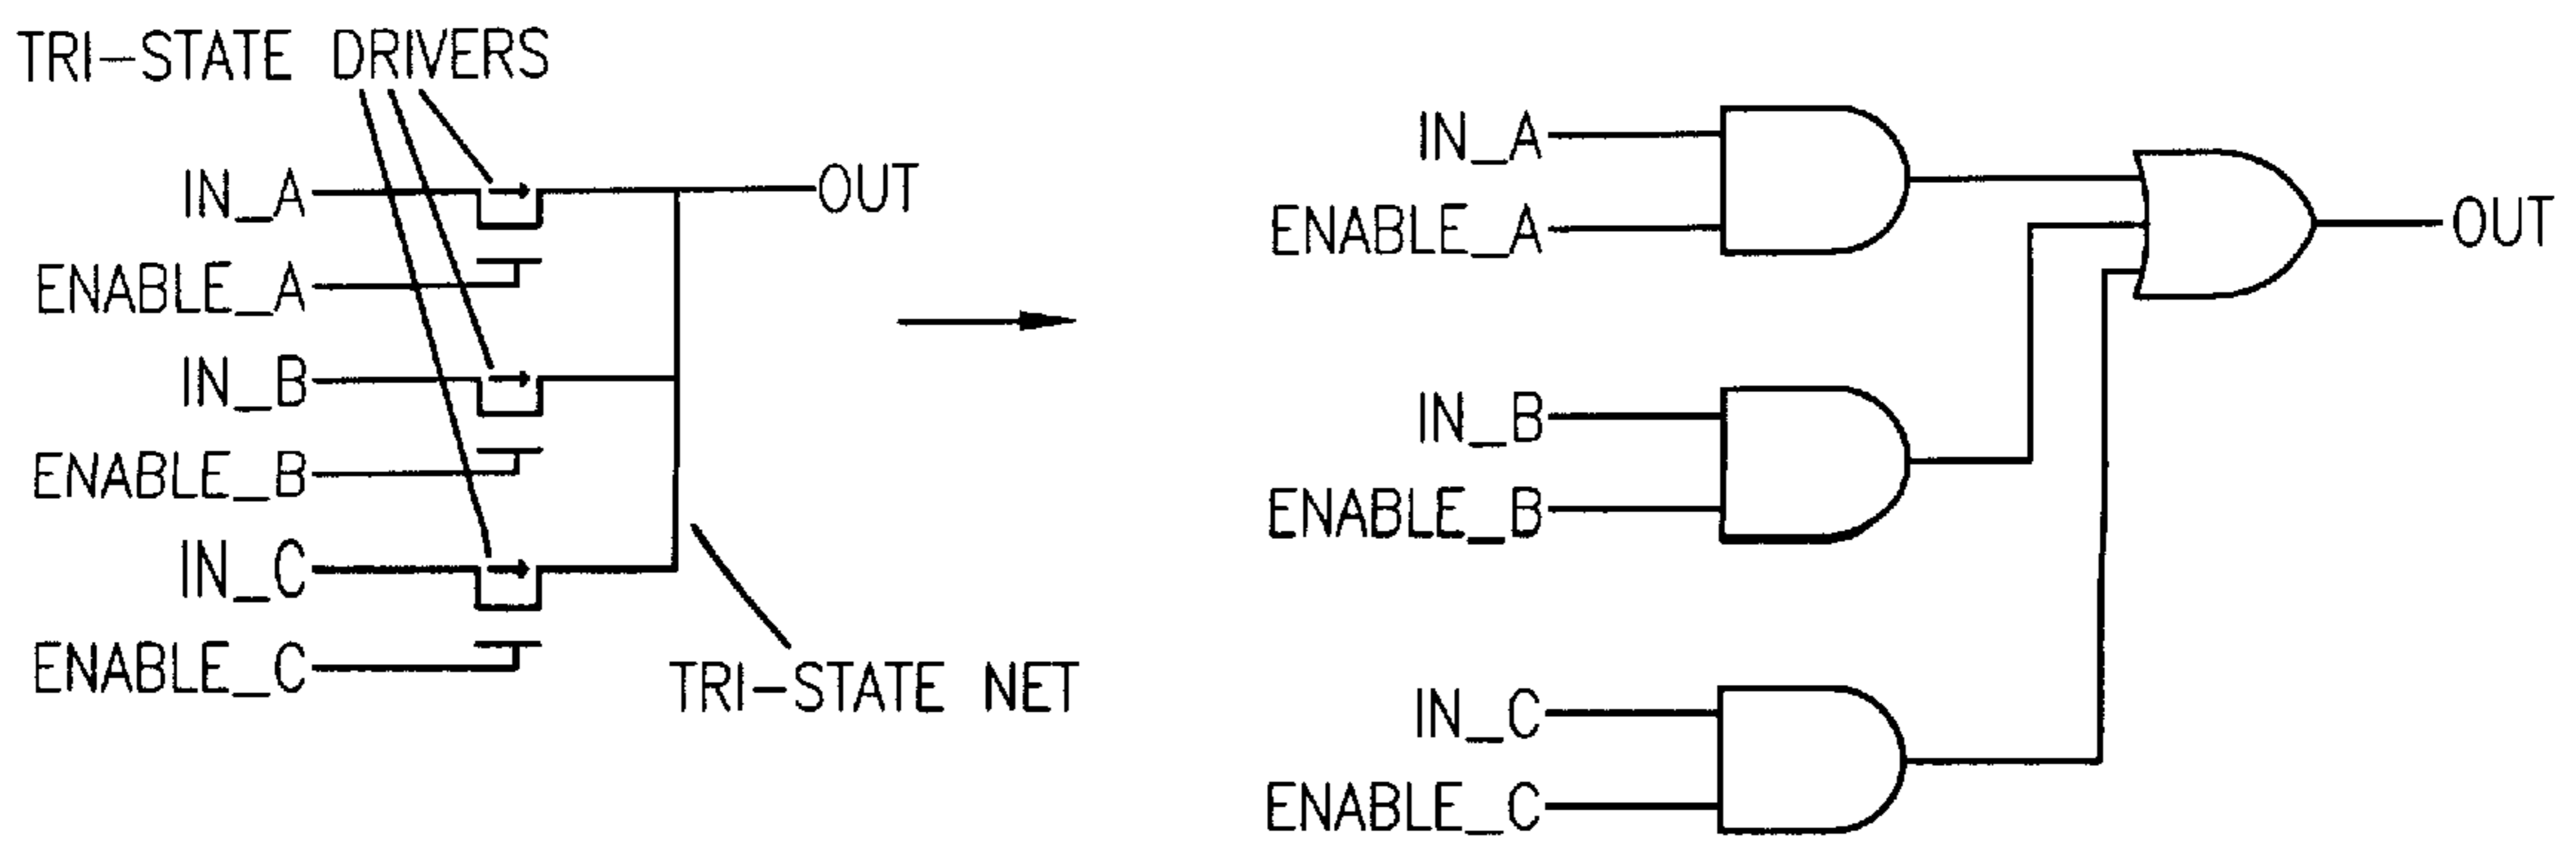 TRI-STATE DRIVERS
IN_A
OUT
ENABLE_A
IN_B
ENABLE_B
IN_C
ENABLE_C
TRI-STATE NET
IN_A
ENABLE_A
OUT
IN_B
ENABLE_B
IN_C
ENABLE_C